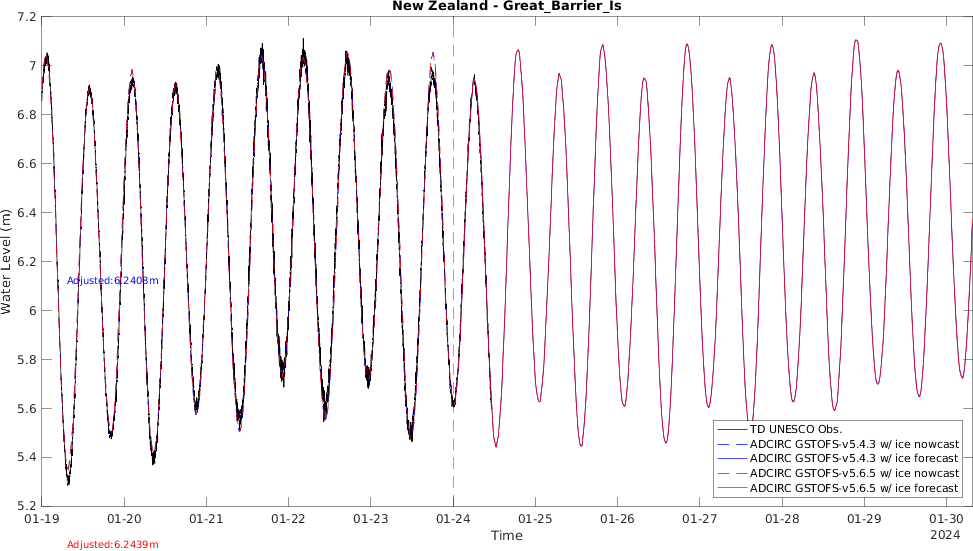 New Zealand - Great_Barrier_Is
7.2
7
6.8
6.6
6.4
6.2
6
5.8
5.6
5.4
5.2
Water Level (m)
Adjusted:6.2408m
TD UNESCO Obs.
ADCIRC GSTOFS-v5.4.3 w/ ice nowcast
ADCIRC GSTOFS-v5.4.3 w/ ice forecast
ADCIRC GSTOFS-v5.6.5 w/ ice nowcast
ADCIRC GSTOFS-v5.6.5 w/ ice forecast
01-19 01-20 01-21 01-22 01-23 01-24 01-25 01-26 01-27 01-28 01-29 01-30
Time
2024
Adjusted:6.2439m